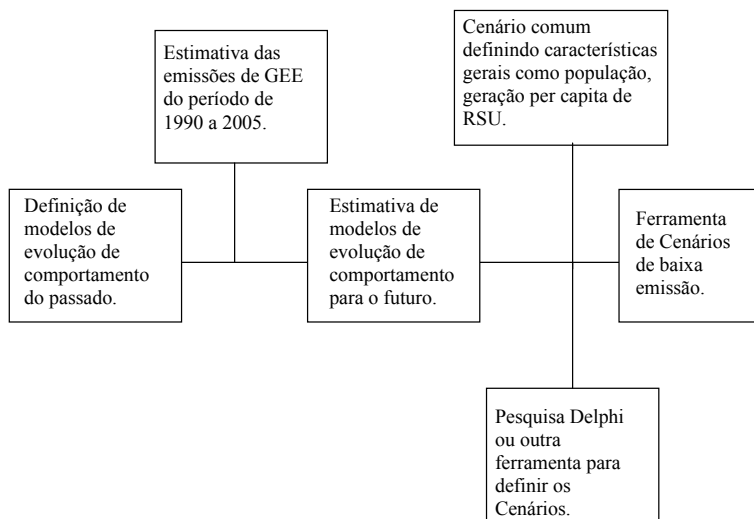 Estimativa das
emissões de GEE
do período de
1990 a 2005.
Cenário comum
definindo características
gerais como população,
geração per capita de
RSU.
Definição de
modelos de
evolução de
comportamento
do passado.
Estimativa de
modelos de
evolução de
comportamento
para o futuro.
Ferramenta
de Cenários
de baixa
emissão.
Pesquisa Delphi
ou outra
ferramenta para
definir os
Cenários.